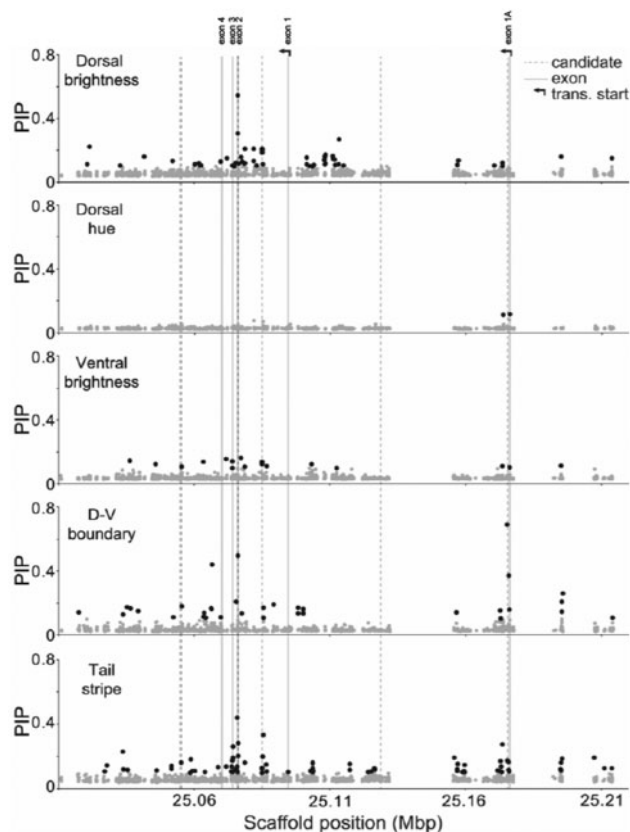 exon 4
exon 3
exon 2
exon 1
exon 1A
candidate
exon
trans. start
0.8
Dorsal
brightness
PIP
0.4
0
0.8
Dorsal
hue
PIP
0.4
0
0.8
Ventral
brightness
PIP
0.4
0
0.8
D-V
boundary
PIP
0.4
0
0.8
Tail
stripe
PIP
0.4
0
25.06 25.11 25.16 25.21
Scaffold position (Mbp)